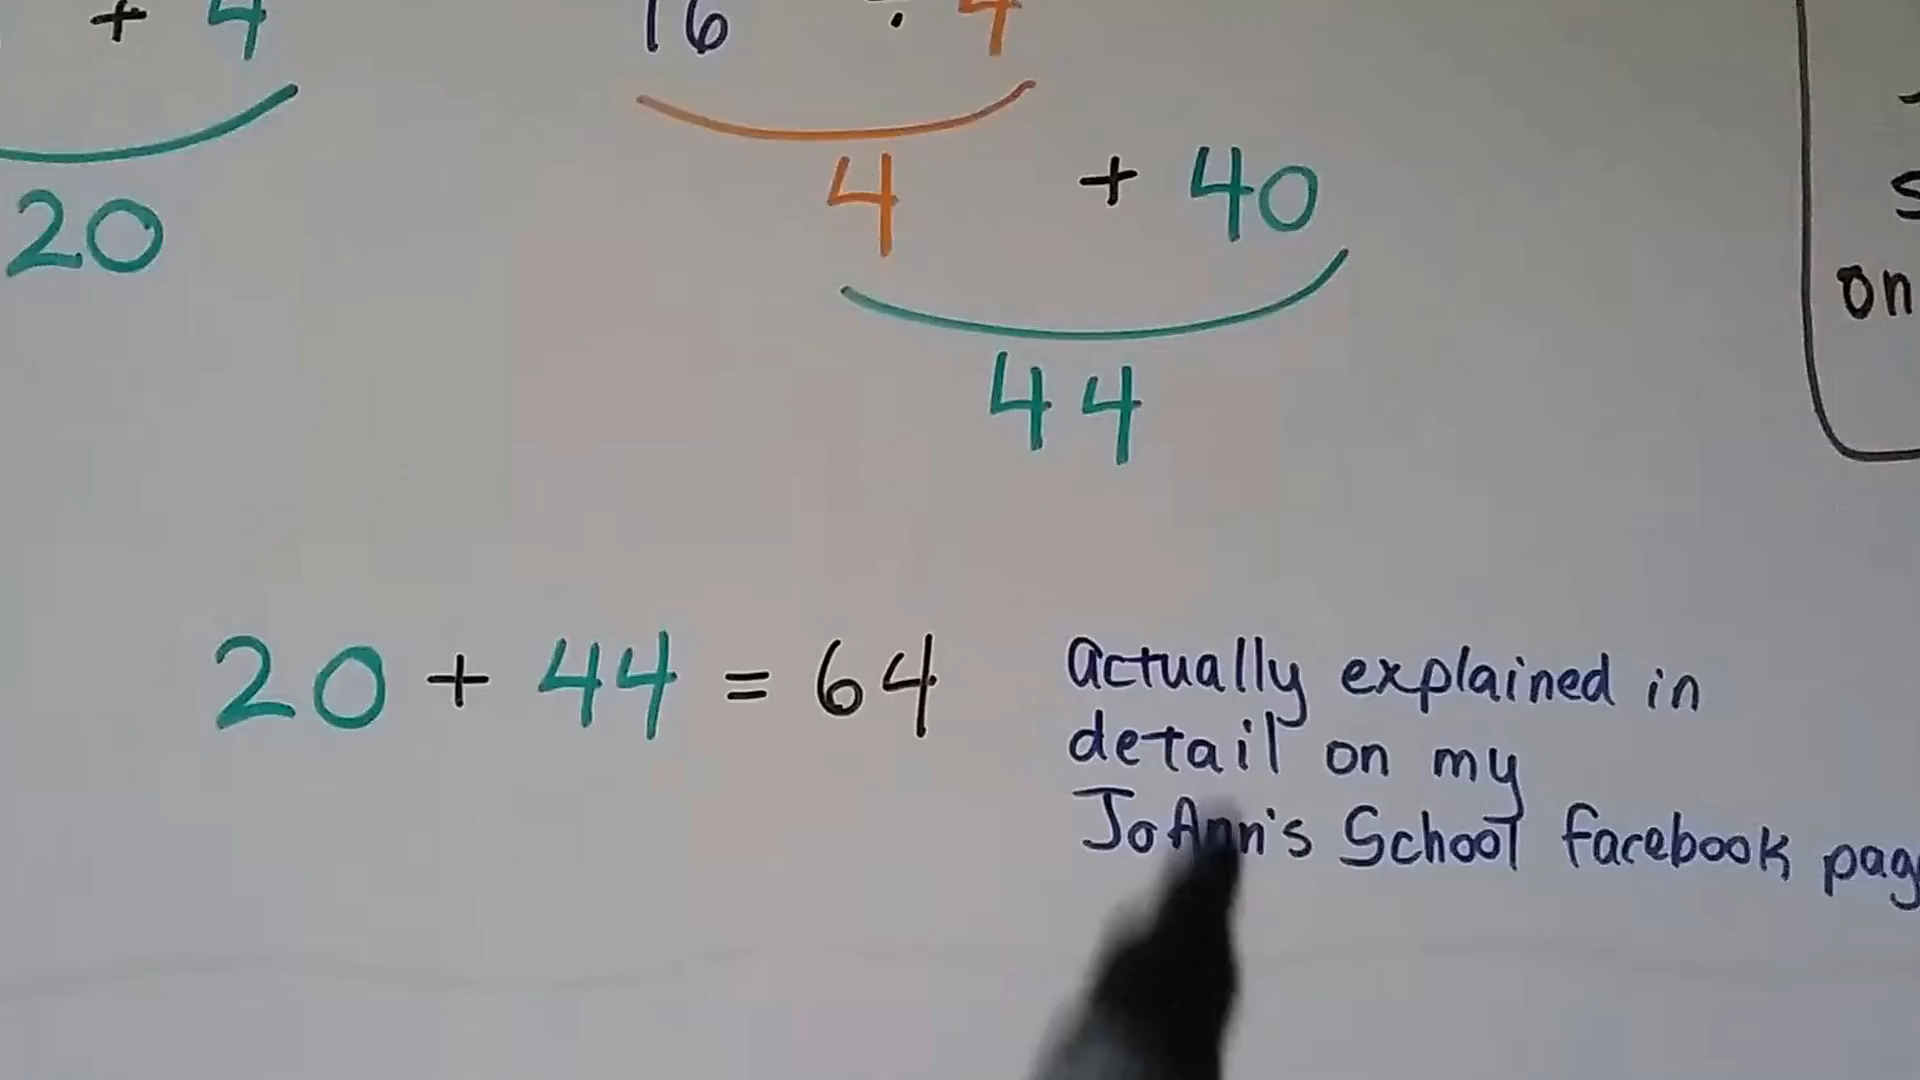 + 4
16 ÷ 4
4 + 40
20
on
44
20 + 44 = 64
actually explained in
detail on my
JoAnn's School facebook